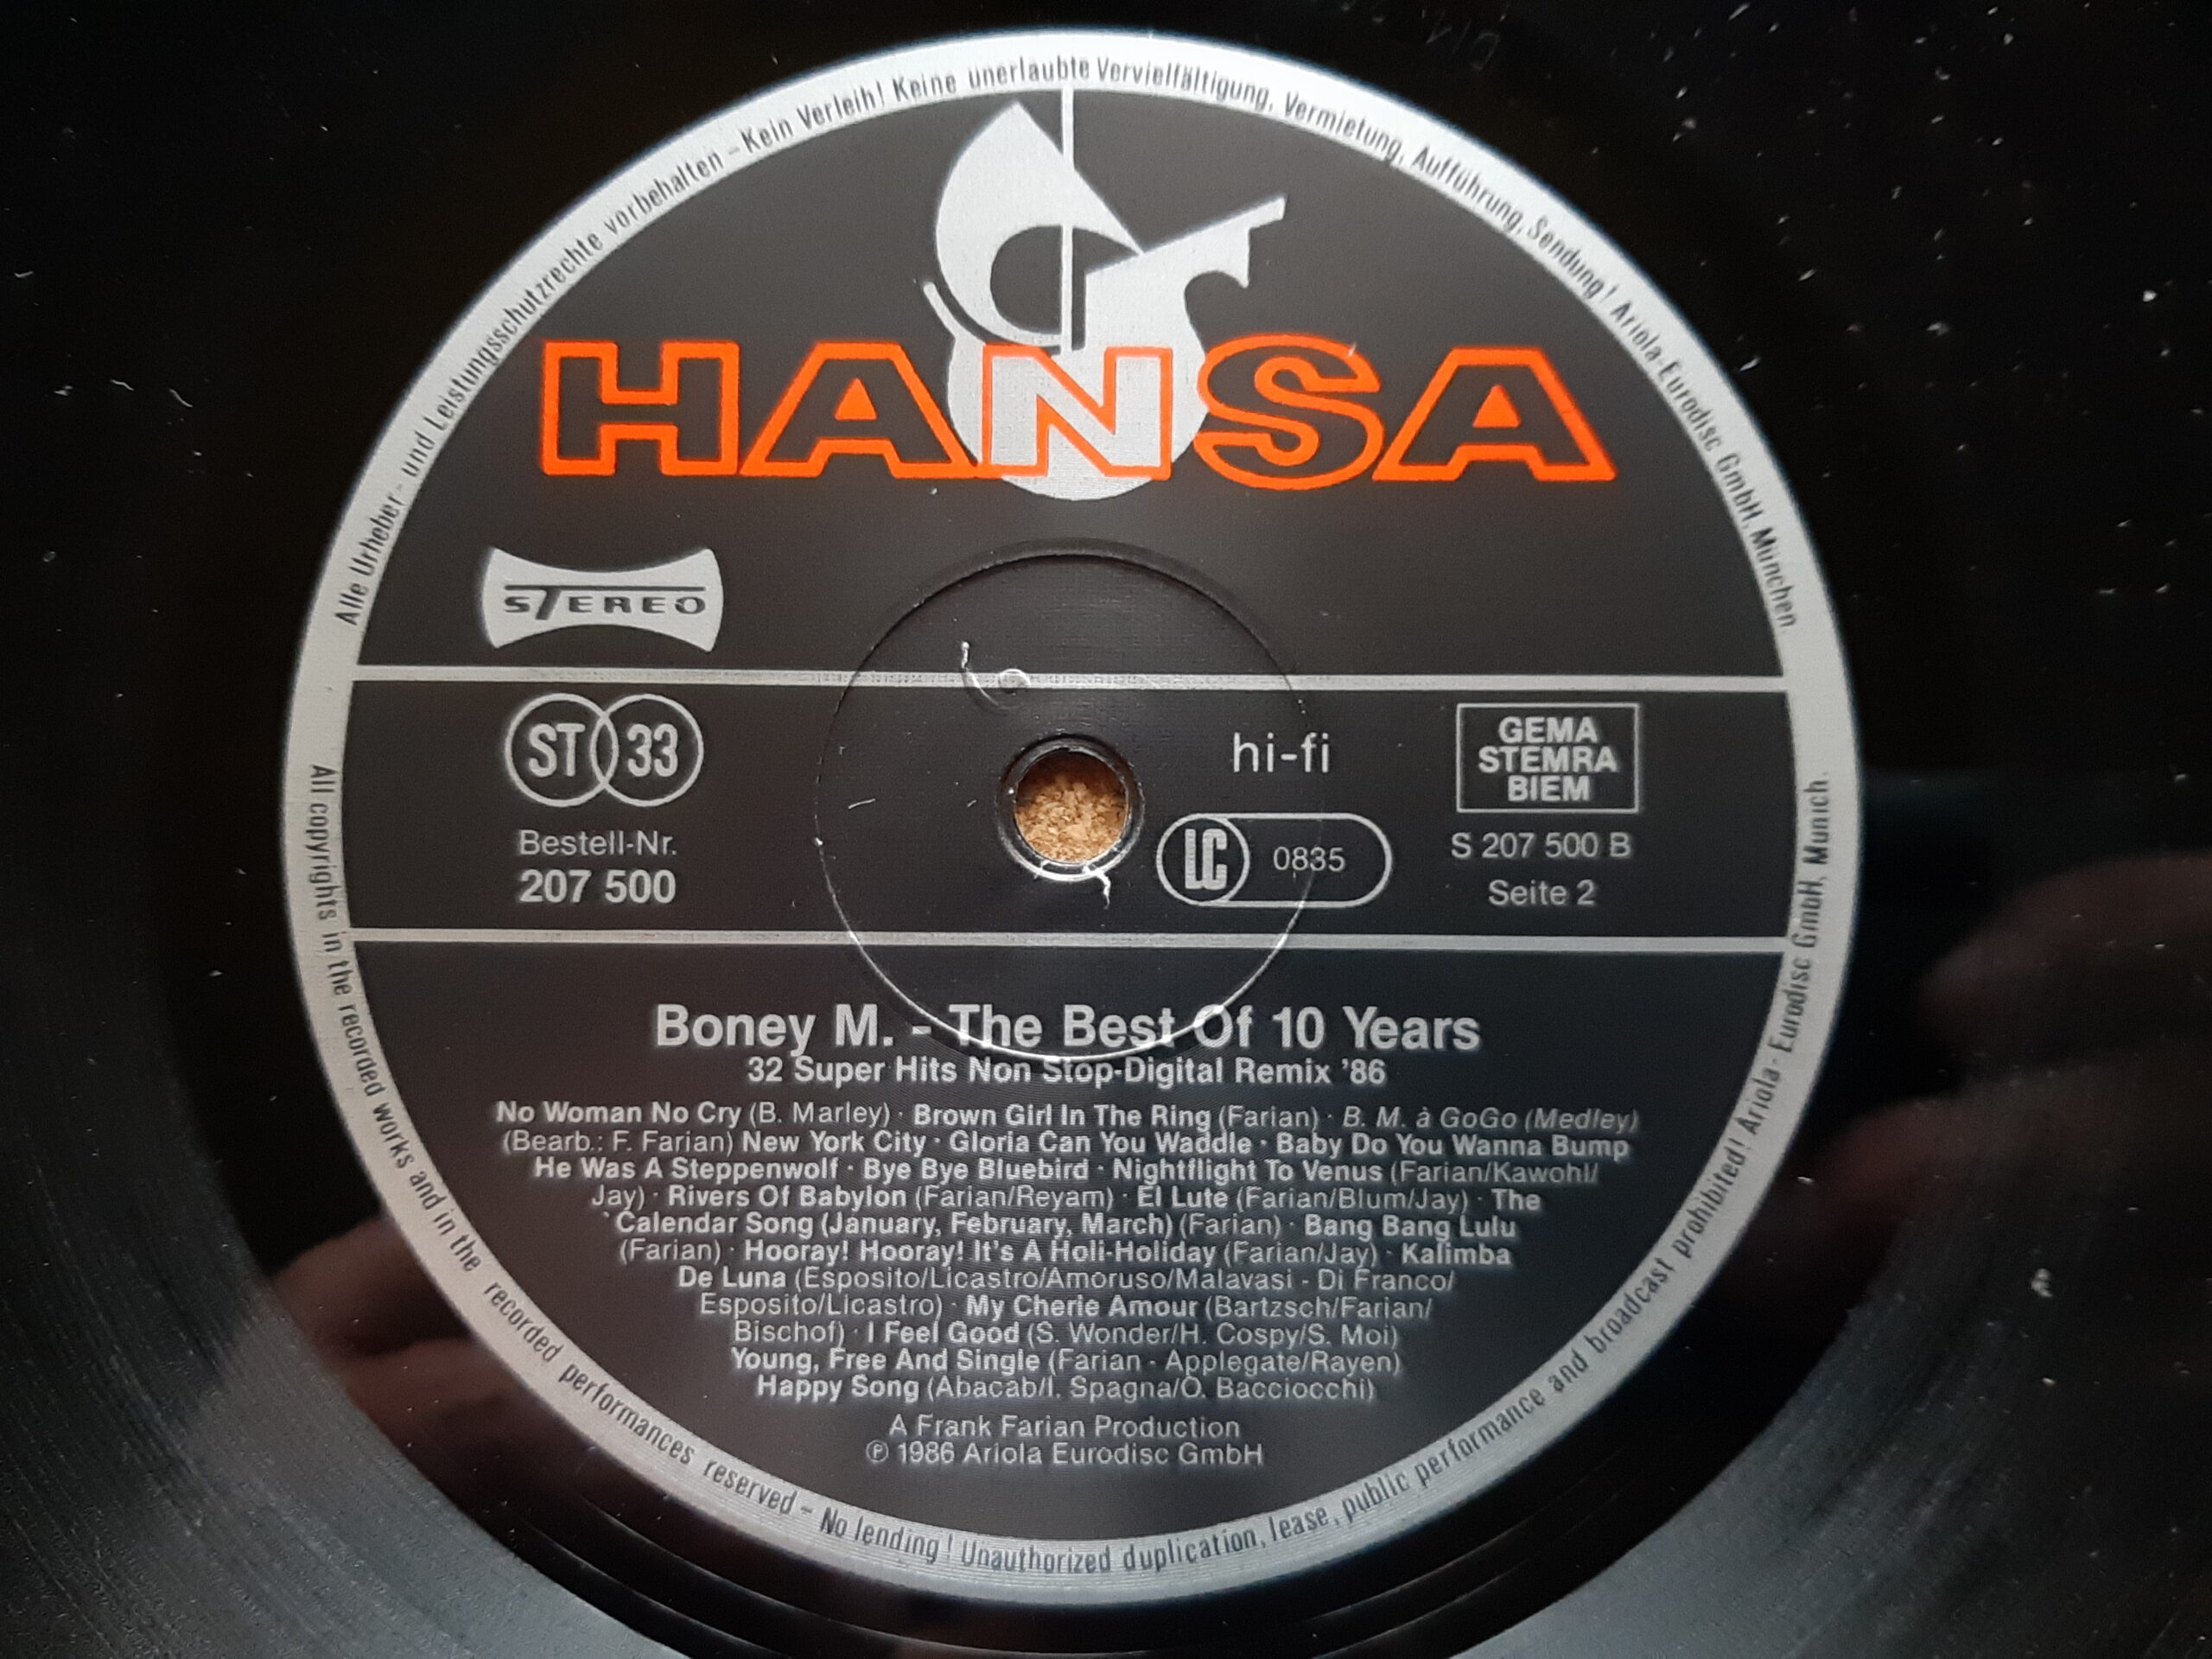 Alle Urheber- und Leistungsschutzrechte vorbehalten – Kein Verleih! Keine unerlaubte Vervielfältigung, Vermietung, Aufführung, Sendung! Ariola-Eurodisc GmbH, München.
HANSA
STEREO
ST 33
hi-fi
GEMA
STEMRA
BIEM
Bestell-Nr.
207 500
LC 0835
S 207 500 B
Seite 2
Boney M. - The Best Of 10 Years
32 Super Hits Non Stop-Digital Remix '86
No Woman No Cry (B. Marley) · Brown Girl In The Ring (Farian) · B. M. à GoGo (Medley)
(Bearb.: F. Farian) New York City · Gloria Can You Waddle · Baby Do You Wanna Bump
He Was A Steppenwolf · Bye Bye Bluebird · Nightflight To Venus (Farian/Kawohl/
Jay) · Rivers Of Babylon (Farian/Reyam) · El Lute (Farian/Blum/Jay) · The
Calendar Song (January, February, March) (Farian) · Bang Bang Lulu
(Farian) · Hooray! Hooray! It's A Holi-Holiday (Farian/Jay) · Kalimba
De Luna (Esposito/Licastro/Amoruso/Malavasi - Di Franco/
Esposito/Licastro) · My Cherie Amour (Bartzsch/Farian/
Bischof) · I Feel Good (S. Wonder/H. Cospy/S. Moi)
Young, Free And Single (Farian - Applegate/Rayen)
Happy Song (Abacab/I. Spagna/O. Bacciocchi)
A Frank Farian Production
℗ 1986 Ariola Eurodisc GmbH
All copyrights in the recorded works and in the recorded performances reserved – No lending! Unauthorized duplication, lease, public performance and broadcast prohibited! Ariola-Eurodisc GmbH, Munich.